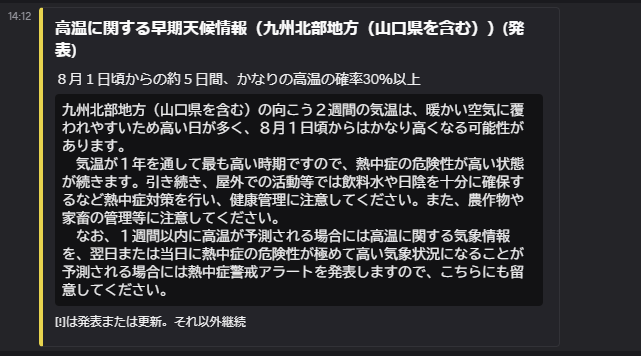 14:12
高温に関する早期天候情報（九州北部地方（山口県を含む））(発
表)
８月１日頃からの約５日間、かなりの高温の確率30%以上
九州北部地方（山口県を含む）の向こう２週間の気温は、暖かい空気に覆
われやすいため高い日が多く、８月１日頃からはかなり高くなる可能性が
あります。
　気温が１年を通して最も高い時期ですので、熱中症の危険性が高い状態
が続きます。引き続き、屋外での活動等では飲料水や日陰を十分に確保す
るなど熱中症対策を行い、健康管理に注意してください。また、農作物や
家畜の管理等に注意してください。
　なお、１週間以内に高温が予測される場合には高温に関する気象情報
を、翌日または当日に熱中症の危険性が極めて高い気象状況になることが
予測される場合には熱中症警戒アラートを発表しますので、こちらにも留
意してください。
[!]は発表または更新。それ以外継続